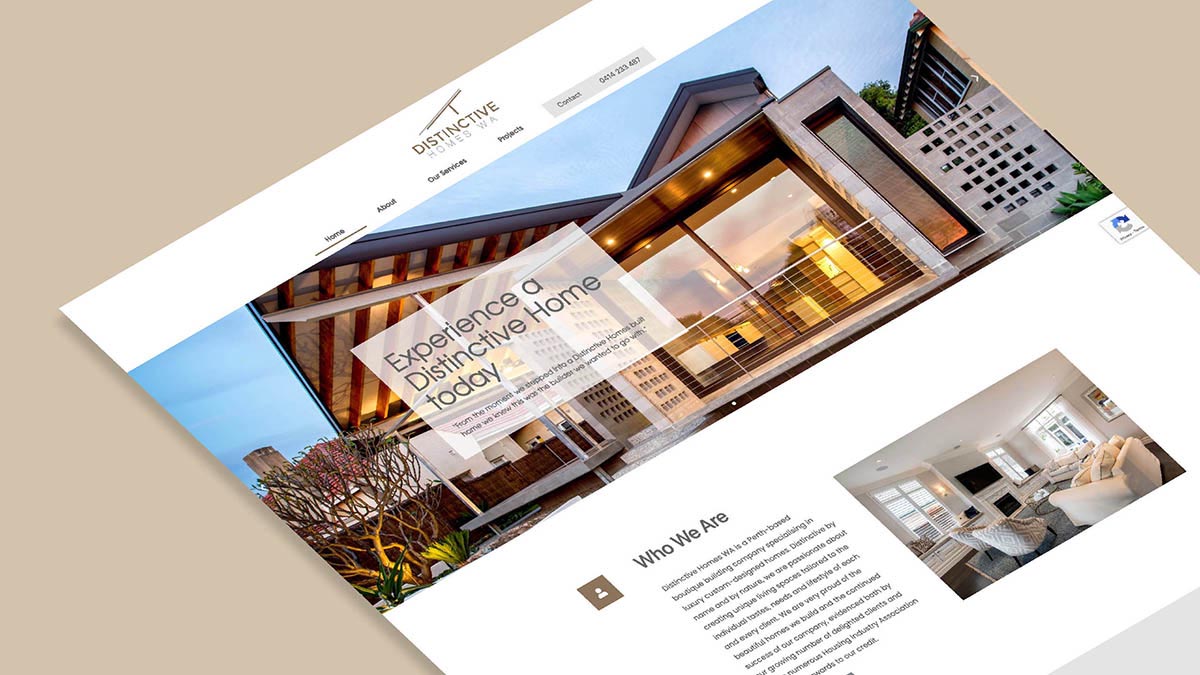 DISTINCTIVE
HOMES WA
Contact
0414 233 487
Home
About
Our Services
Projects
Experience a
Distinctive Home
today
"From the moment we stepped into a Distinctive Homes built
home we knew this was the builder we wanted to go with."
Privacy - Terms
Who We Are
Distinctive Homes WA is a Perth-based
boutique building company specialising in
luxury custom-designed homes. Distinctive by
name and by nature, we are passionate about
creating unique living spaces tailored to the
individual tastes, needs and lifestyle of each
and every client. We are very proud of the
beautiful homes we build and the continued
success of our company, evidenced both by
our growing number of delighted clients and
numerous Housing Industry Association
awards to our credit.